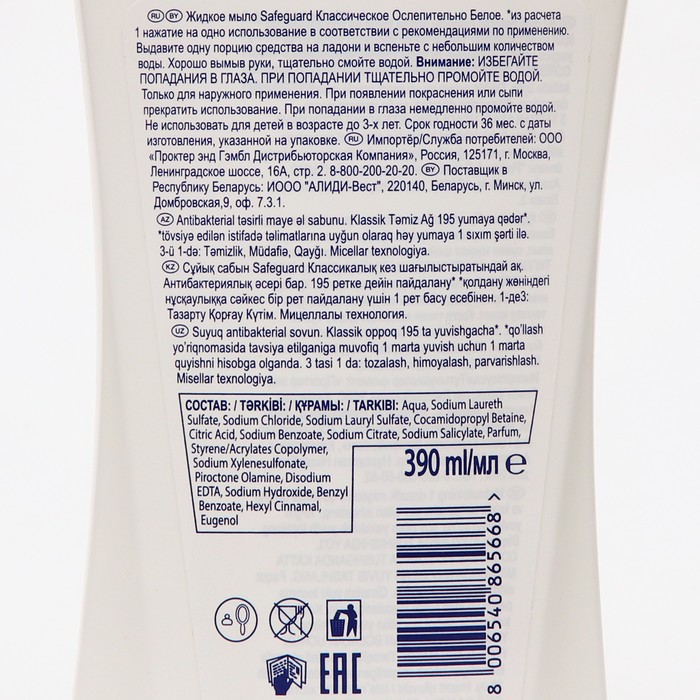 RU BY Жидкое мыло Safeguard Классическое Ослепительно Белое. *из расчета
1 нажатие на одно использование в соответствии с рекомендациями по применению.
Выдавите одну порцию средства на ладони и вспеньте с небольшим количеством
воды. Хорошо вымыв руки, тщательно смойте водой. Внимание: ИЗБЕГАЙТЕ
ПОПАДАНИЯ В ГЛАЗА. ПРИ ПОПАДАНИИ ТЩАТЕЛЬНО ПРОМОЙТЕ ВОДОЙ.
Только для наружного применения. При появлении покраснения или сыпи
прекратить использование. При попадании в глаза немедленно промойте водой.
Не использовать для детей в возрасте до 3-х лет. Срок годности 36 мес. с даты
изготовления, указанной на упаковке. RU Импортёр/Служба потребителей: ООО
«Проктер энд Гэмбл Дистрибьюторская Компания», Россия, 125171, г. Москва,
Ленинградское шоссе, 16А, стр. 2. 8-800-200-20-20. BY Поставщик в
Республику Беларусь: ИООО "АЛИДИ-Вест", 220140, Беларусь, г. Минск, ул.
Домбровская,9, оф. 7.3.1.
AZ Antibakterial təsirli maye əl sabunu. Klassik Təmiz Ağ 195 yumaya qədər*.
*tövsiyə edilən istifadə təlimatlarına uyğun olaraq həy yumaya 1 sıxım şərti ilə.
3-ü 1-də: Təmizlik, Müdafiə, Qayğı. Micellar texnologiya.
KZ Сұйық сабын Safeguard Классикалық кез шағылыстыратындай ақ.
Антибактериялық әсері бар. 195 ретке дейін пайдалану* *қолдану жөніндегі
нұсқаулыққа сәйкес бір рет пайдалану үшін 1 рет басу есебінен. 1-де3:
Тазарту Қорғау Күтім. Мицеллалы технология.
UZ Suyuq antibakterial sovun. Klassik oppoq 195 ta yuvishgacha*. *qo'llash
yo'riqnomasida tavsiya etilganiga muvofiq 1 marta yuvish uchun 1 marta
quyishni hisobga olganda. 3 tasi 1 da: tozalash, himoyalash, parvarishlash.
Misellar texnologiya.
СОСТАВ: / TƏRKİBİ: / ҚҰРАМЫ: / TARKIBI: Aqua, Sodium Laureth
Sulfate, Sodium Chloride, Sodium Lauryl Sulfate, Cocamidopropyl Betaine,
Citric Acid, Sodium Benzoate, Sodium Citrate, Sodium Salicylate, Parfum,
Styrene/Acrylates Copolymer,
Sodium Xylenesulfonate,
Piroctone Olamine, Disodium
EDTA, Sodium Hydroxide, Benzyl
Benzoate, Hexyl Cinnamal,
Eugenol
390 ml/мл ℮
8 006540 865668 >
EAC